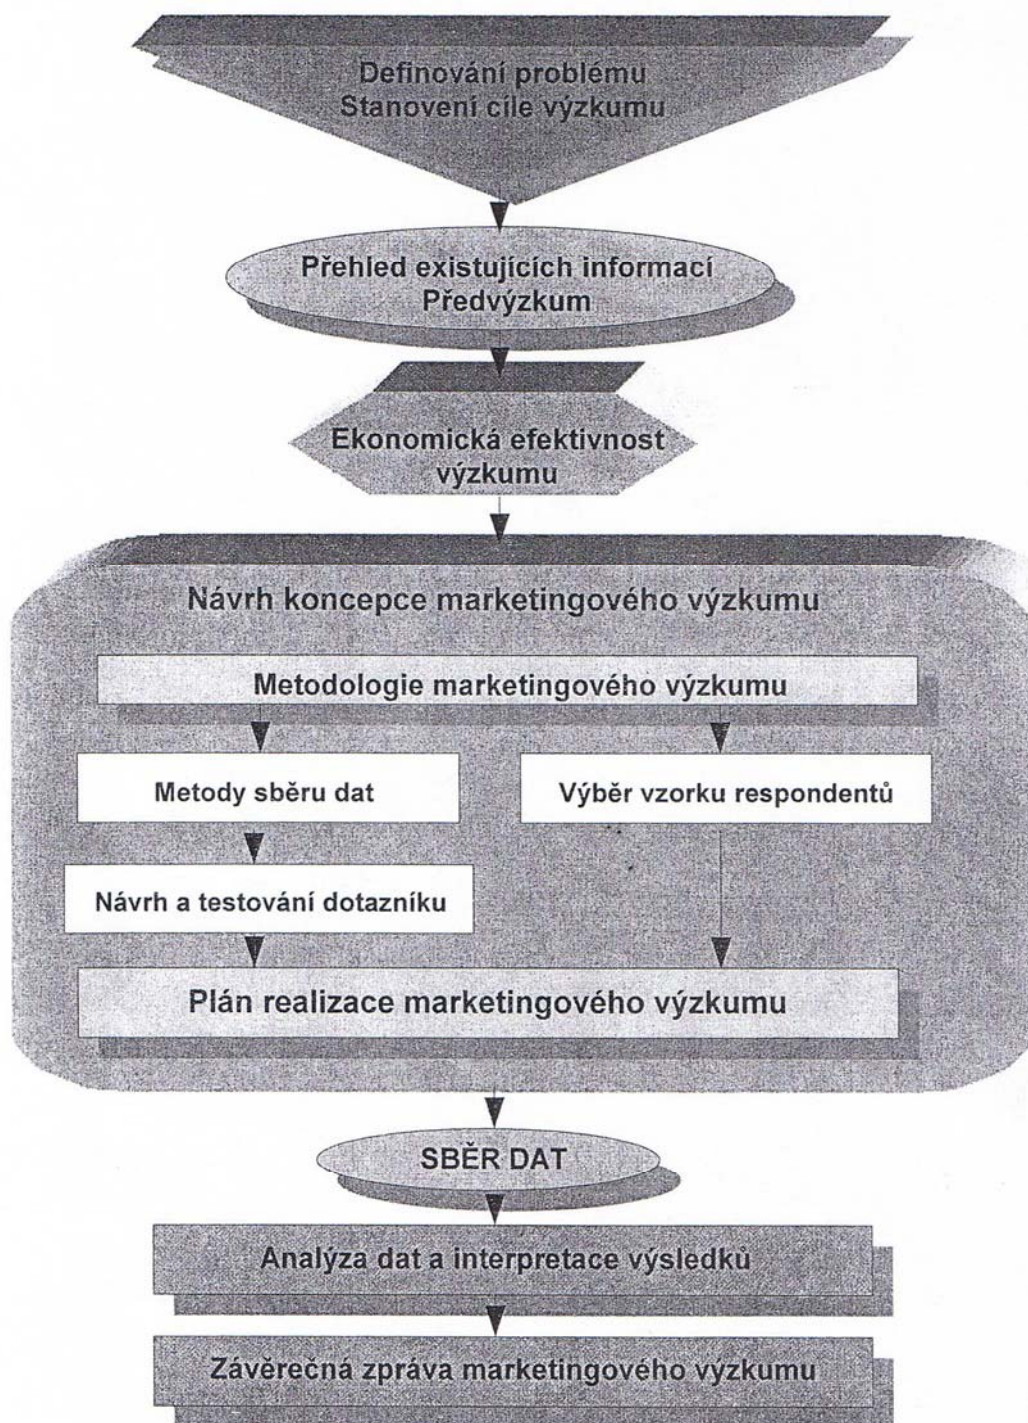 Definování problému
Stanovení cíle výzkumu
Přehled existujících informací
Předvýzkum
Ekonomická efektivnost
výzkumu
Návrh koncepce marketingového výzkumu
Metodologie marketingového výzkumu
Metody sběru dat
Výběr vzorku respondentů
Návrh a testování dotazníku
Plán realizace marketingového výzkumu
SBĚR DAT
Analýza dat a interpretace výsledků
Závěrečná zpráva marketingového výzkumu